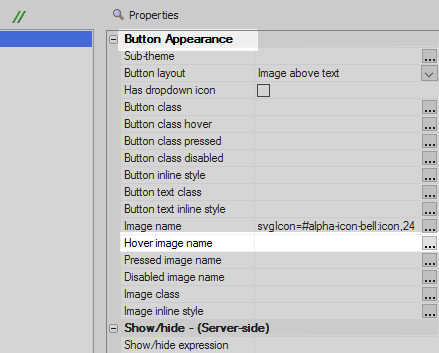 //
Properties
Button Appearance
Sub-theme
Button layout Image above text
Has dropdown icon
Button class
Button class hover
Button class pressed
Button class disabled
Button inline style
Button text class
Button text inline style
Image name svgIcon=#alpha-icon-bell:icon,24
Hover image name
Pressed image name
Disabled image name
Image class
Image inline style
Show/hide - (Server-side)
Show/hide expression